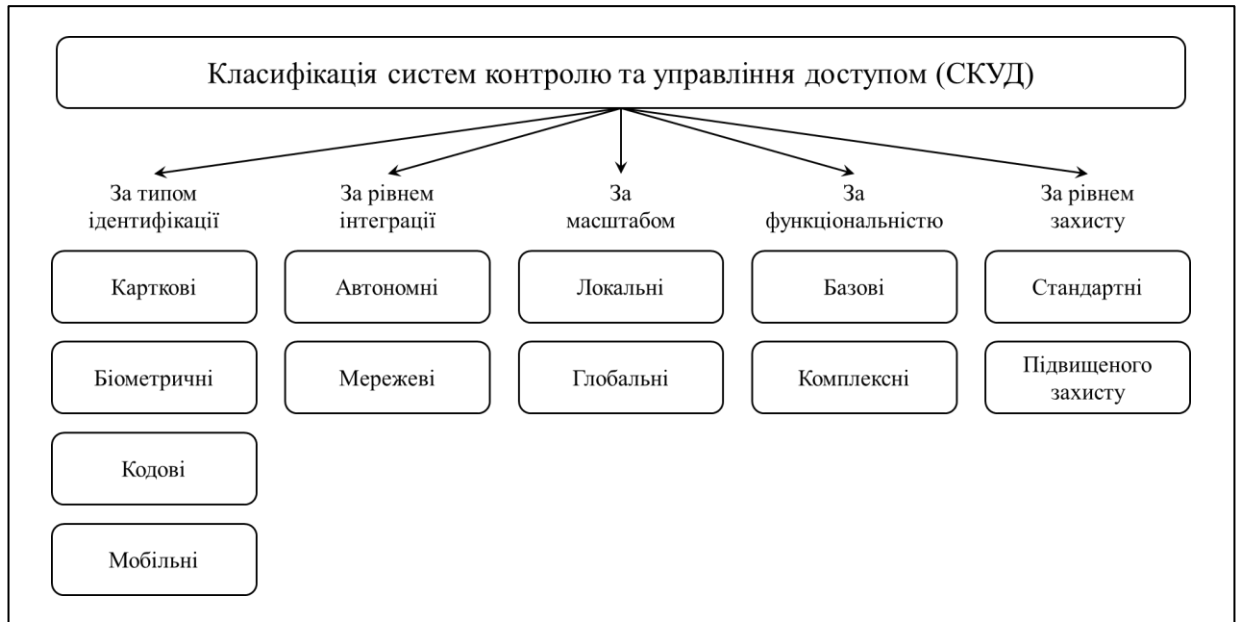 Класифікація систем контролю та управління доступом (СКУД)
За типом
ідентифікації
Карткові
Біометричні
Кодові
Мобільні
За рівнем
інтеграції
Автономні
Мережеві
За
масштабом
Локальні
Глобальні
За
функціональністю
Базові
Комплексні
За рівнем
захисту
Стандартні
Підвищеного
захисту